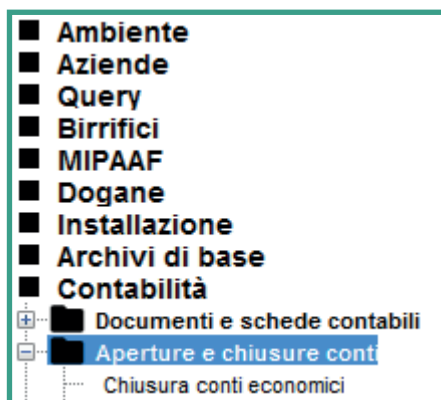 Ambiente
Aziende
Query
Birrifici
MIPAAF
Dogane
Installazione
Archivi di base
Contabilità
Documenti e schede contabili
Aperture e chiusure conti
Chiusura conti economici